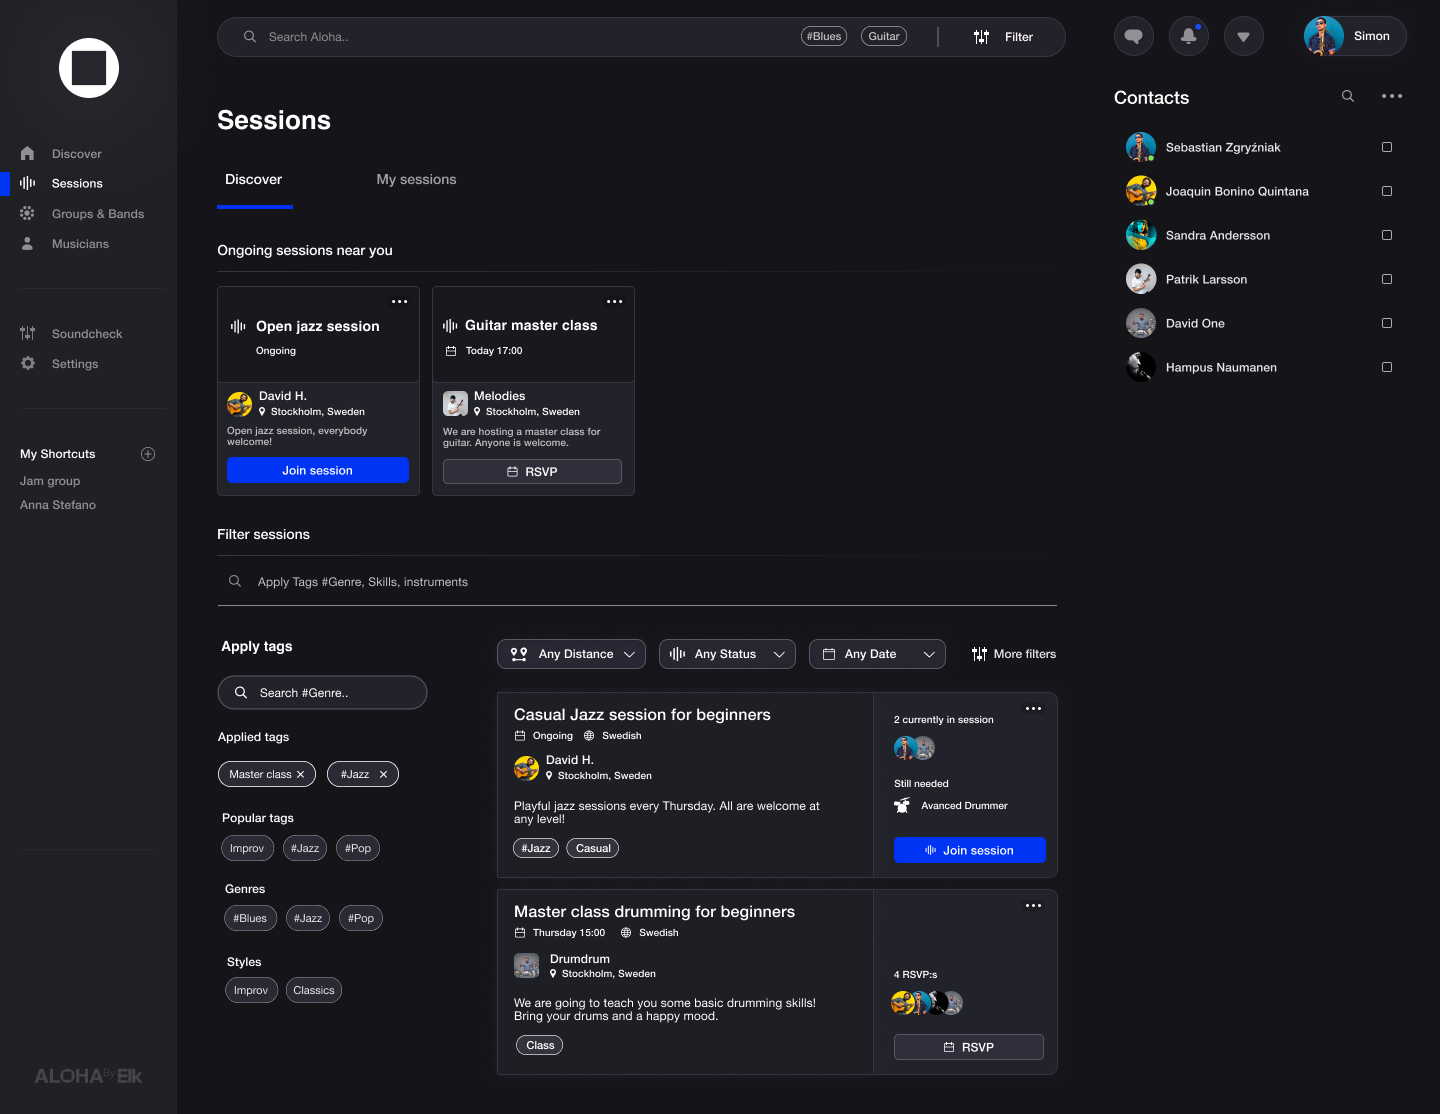 Search Aloha..
#Blues
Guitar
Filter
Simon
Discover
Sessions
Groups & Bands
Musicians
Soundcheck
Settings
My Shortcuts
Jam group
Anna Stefano
ALOHA By Elk
Sessions
Discover
My sessions
Ongoing sessions near you
Open jazz session
Ongoing
David H.
Stockholm, Sweden
Open jazz session, everybody
welcome!
Join session
Guitar master class
Today 17:00
Melodies
Stockholm, Sweden
We are hosting a master class for
guitar. Anyone is welcome.
RSVP
Filter sessions
Apply Tags #Genre, Skills, instruments
Apply tags
Search #Genre..
Applied tags
Master class
#Jazz
Popular tags
Improv
#Jazz
#Pop
Genres
#Blues
#Jazz
#Pop
Styles
Improv
Classics
Any Distance
Any Status
Any Date
More filters
Casual Jazz session for beginners
Ongoing
Swedish
David H.
Stockholm, Sweden
Playful jazz sessions every Thursday. All are welcome at
any level!
#Jazz
Casual
2 currently in session
Still needed
Avanced Drummer
Join session
Master class drumming for beginners
Thursday 15:00
Swedish
Drumdrum
Stockholm, Sweden
We are going to teach you some basic drumming skills!
Bring your drums and a happy mood.
Class
4 RSVP:s
RSVP
Contacts
Sebastian Zgryźniak
Joaquin Bonino Quintana
Sandra Andersson
Patrik Larsson
David One
Hampus Naumanen